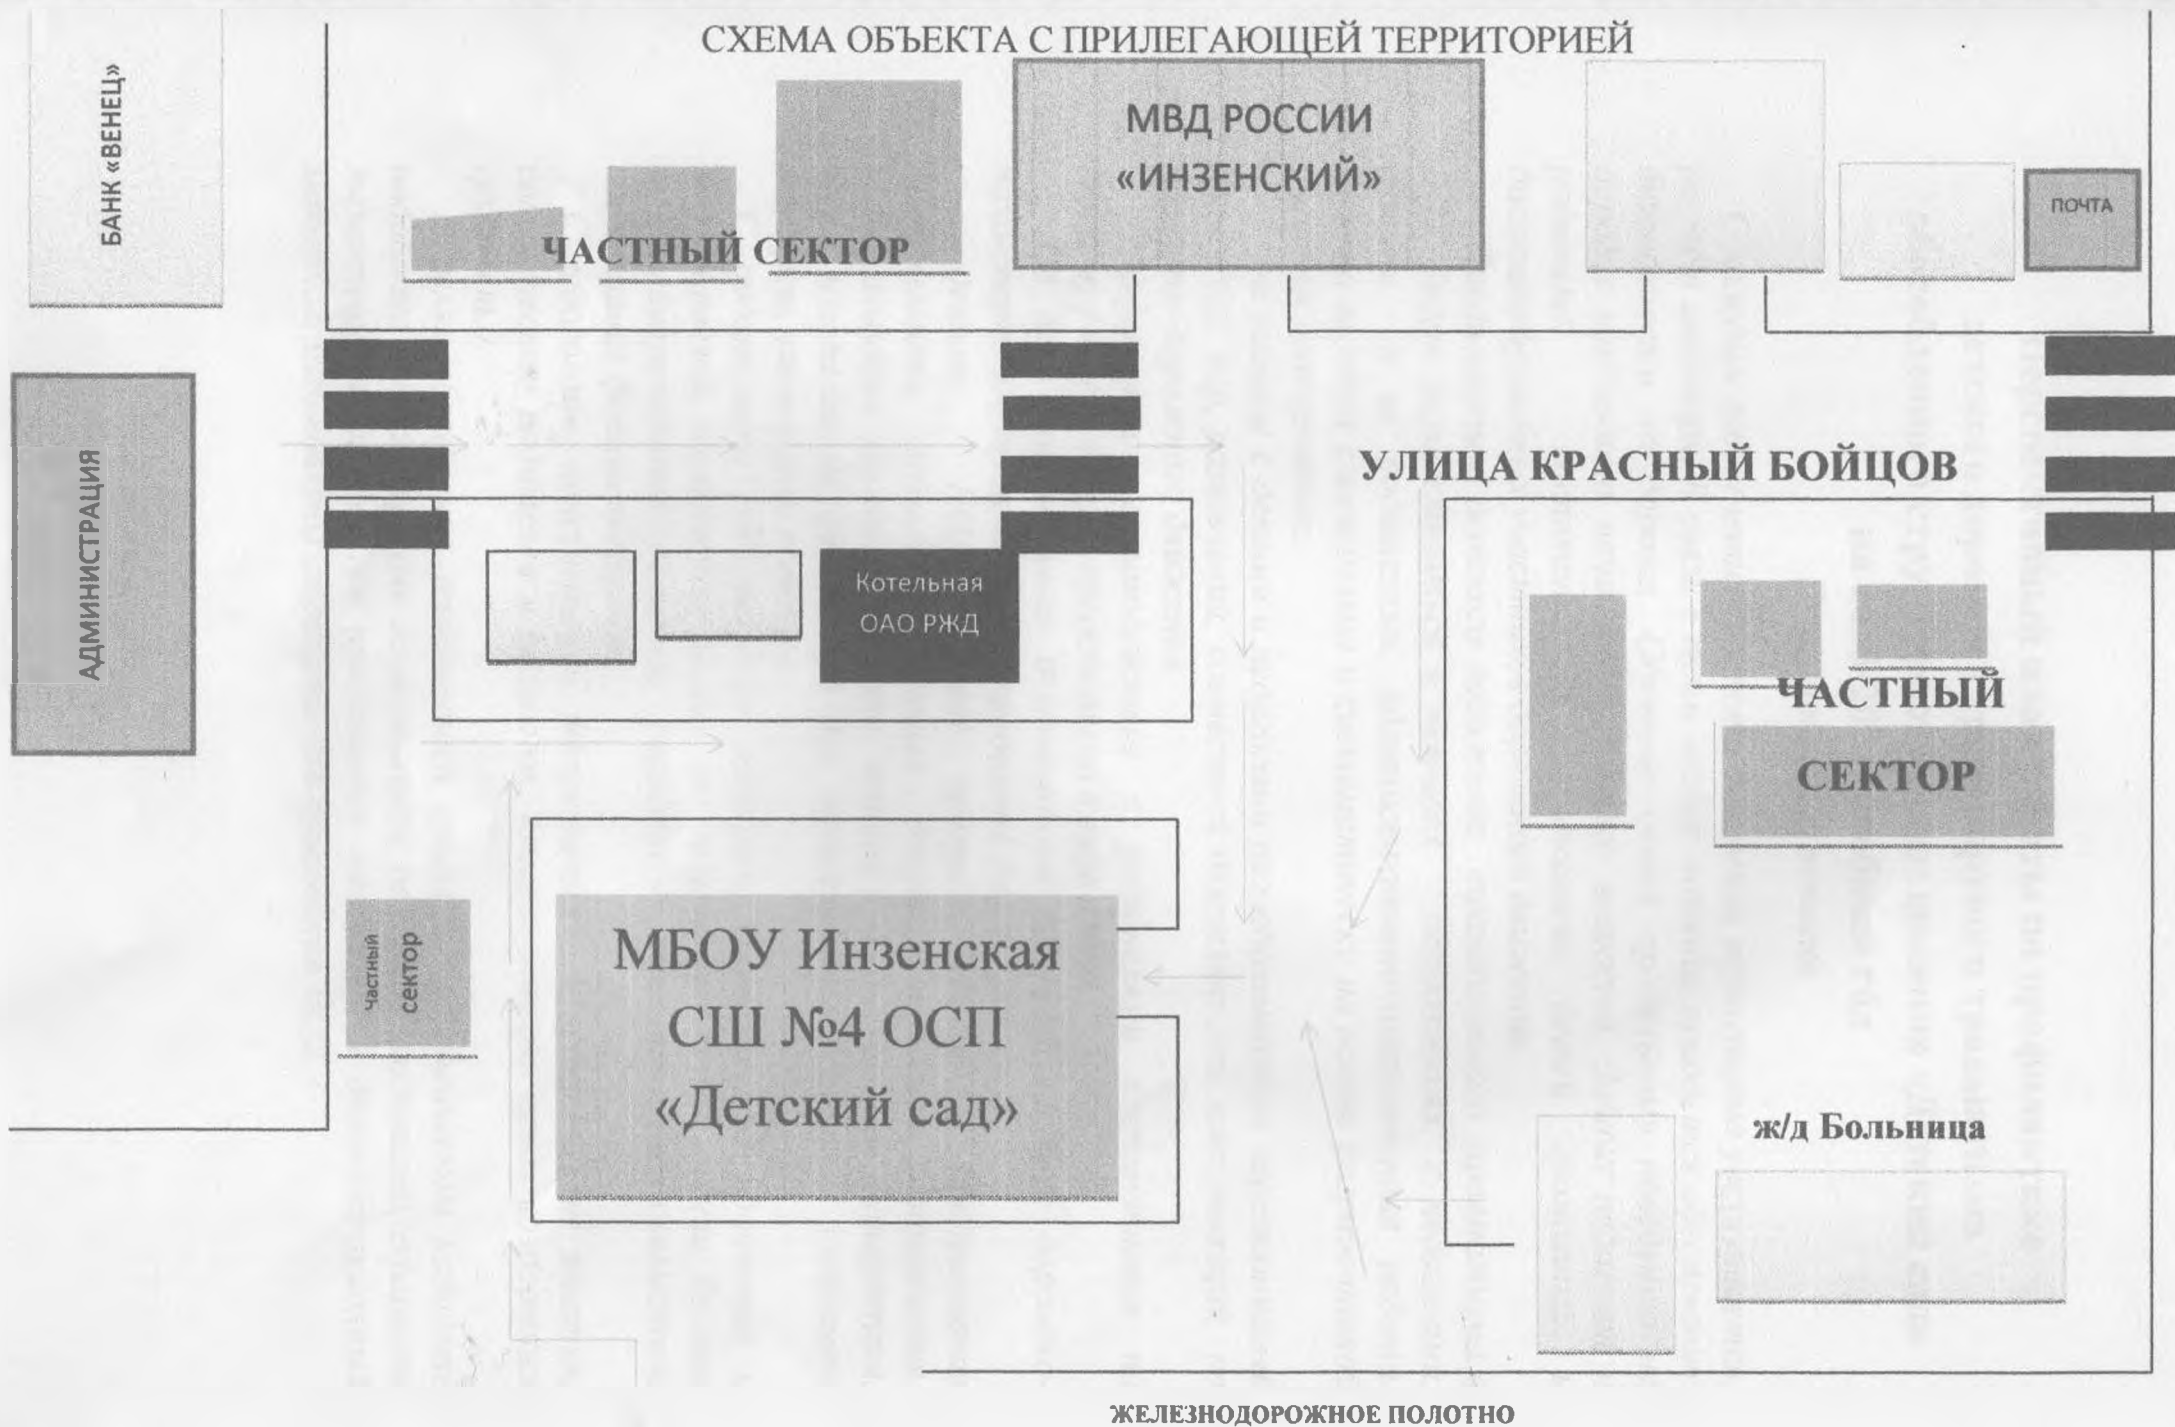 СХЕМА ОБЪЕКТА С ПРИЛЕГАЮЩЕЙ ТЕРРИТОРИЕЙ
БАНК «ВЕНЕЦ»
МВД РОССИИ
«ИНЗЕНСКИЙ»
ПОЧТА
ЧАСТНЫЙ СЕКТОР
АДМИНИСТРАЦИЯ
УЛИЦА КРАСНЫЙ БОЙЦОВ
Котельная
ОАО РЖД
ЧАСТНЫЙ
СЕКТОР
Частный
сектор
МБОУ Инзенская
СШ №4 ОСП
«Детский сад»
ж/д Больница
ЖЕЛЕЗНОДОРОЖНОЕ ПОЛОТНО